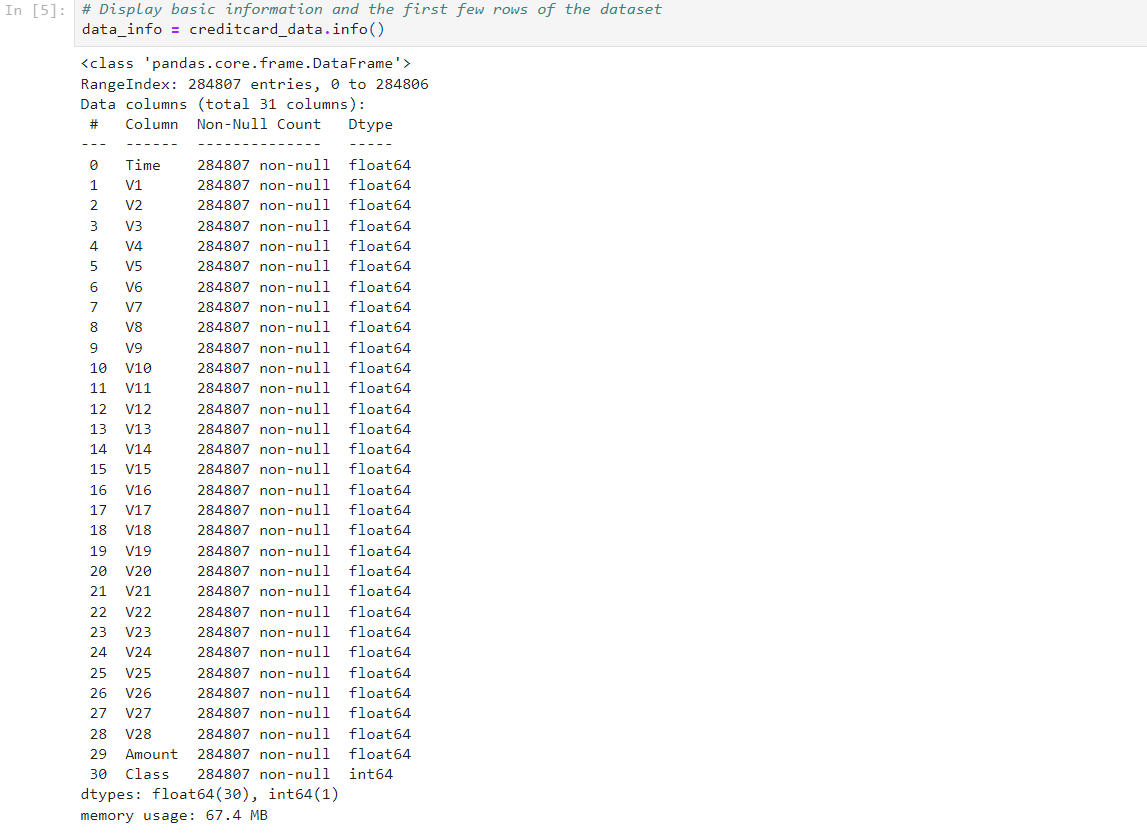 In [5]: # Display basic information and the first few rows of the dataset
data_info = creditcard_data.info()
<class 'pandas.core.frame.DataFrame'>
RangeIndex: 284807 entries, 0 to 284806
Data columns (total 31 columns):
 #   Column  Non-Null Count   Dtype
---  ------  --------------   -----
 0   Time    284807 non-null  float64
 1   V1      284807 non-null  float64
 2   V2      284807 non-null  float64
 3   V3      284807 non-null  float64
 4   V4      284807 non-null  float64
 5   V5      284807 non-null  float64
 6   V6      284807 non-null  float64
 7   V7      284807 non-null  float64
 8   V8      284807 non-null  float64
 9   V9      284807 non-null  float64
 10  V10     284807 non-null  float64
 11  V11     284807 non-null  float64
 12  V12     284807 non-null  float64
 13  V13     284807 non-null  float64
 14  V14     284807 non-null  float64
 15  V15     284807 non-null  float64
 16  V16     284807 non-null  float64
 17  V17     284807 non-null  float64
 18  V18     284807 non-null  float64
 19  V19     284807 non-null  float64
 20  V20     284807 non-null  float64
 21  V21     284807 non-null  float64
 22  V22     284807 non-null  float64
 23  V23     284807 non-null  float64
 24  V24     284807 non-null  float64
 25  V25     284807 non-null  float64
 26  V26     284807 non-null  float64
 27  V27     284807 non-null  float64
 28  V28     284807 non-null  float64
 29  Amount  284807 non-null  float64
 30  Class   284807 non-null  int64
dtypes: float64(30), int64(1)
memory usage: 67.4 MB